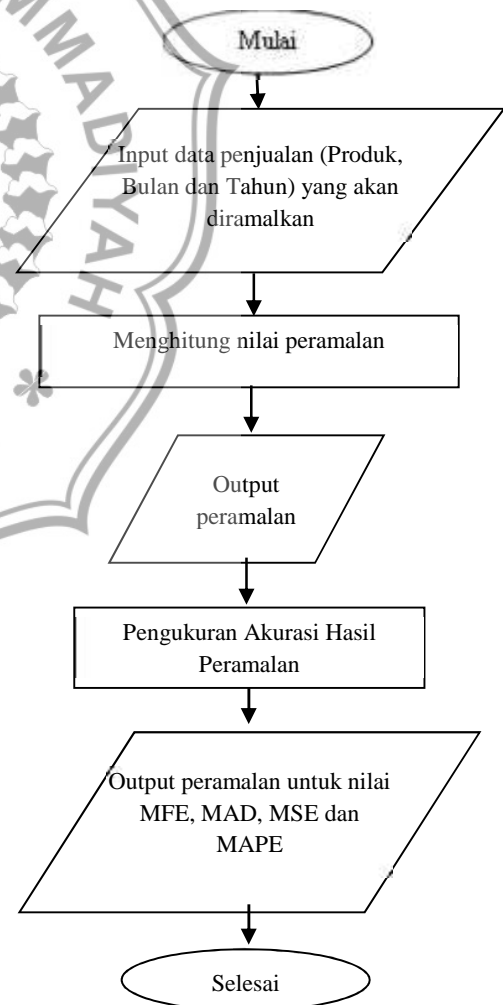 MMADIYAH
Mulai
Input data penjualan (Produk,
Bulan dan Tahun) yang akan
diramalkan
Menghitung nilai peramalan
Output
peramalan
Pengukuran Akurasi Hasil
Peramalan
Output peramalan untuk nilai
MFE, MAD, MSE dan
MAPE
Selesai